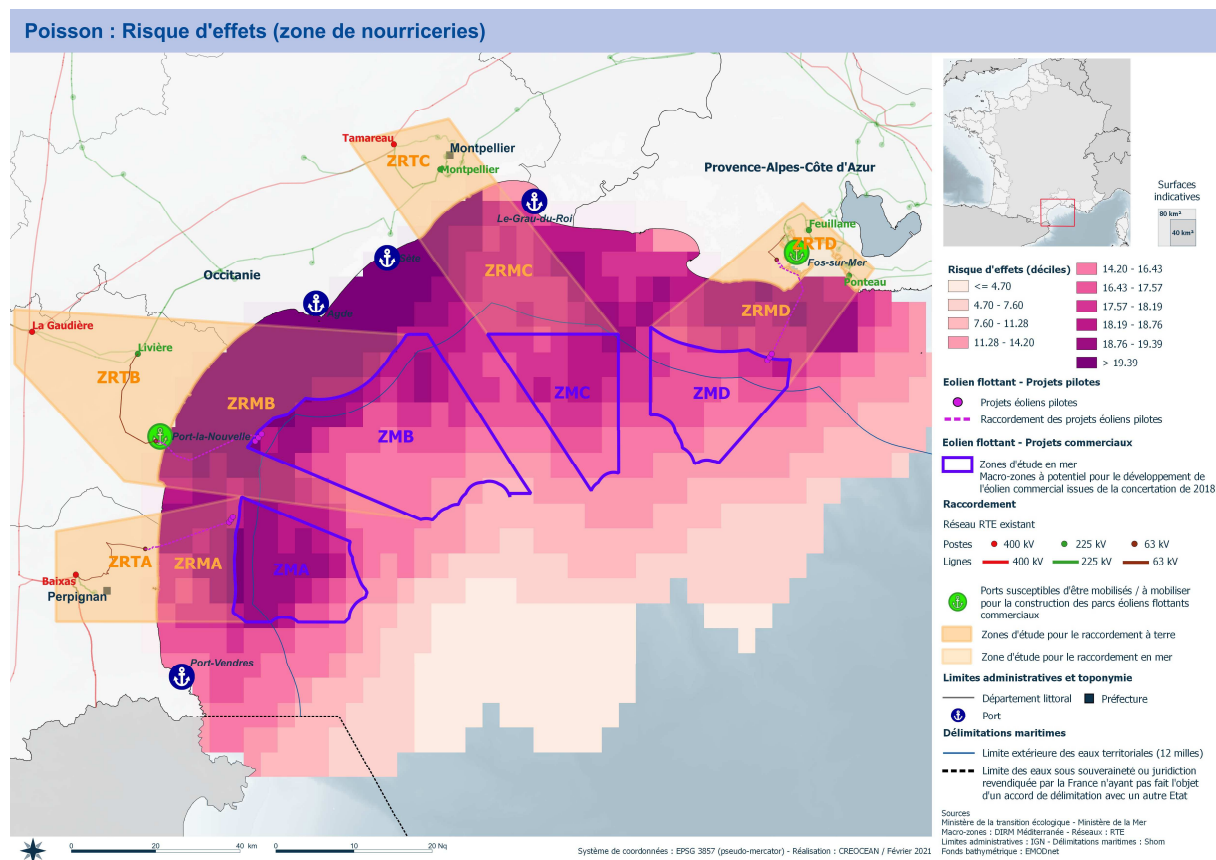 Poisson : Risque d'effets (zone de nourriceries)
Tamareau
ZRTC
Montpellier
Montpellier
Provence-Alpes-Côte d'Azur
Le-Grau-du-Roi
Feuillane
ZRTD
Fos-sur-Mer
Ponteau
Occitanie
Sète
Agde
ZRMC
ZRMD
La Gaudière
Livière
ZRTB
ZRMB
Port-la-Nouvelle
ZMB
ZMC
ZMD
ZRTA
ZRMA
ZMA
Baixas
Perpignan
Port-Vendres
Surfaces
indicatives
80 km²
40 km²
Risque d'effets (déciles)
<= 4.70
4.70 - 7.60
7.60 - 11.28
11.28 - 14.20
14.20 - 16.43
16.43 - 17.57
17.57 - 18.19
18.19 - 18.76
18.76 - 19.39
> 19.39
Eolien flottant - Projets pilotes
Projets éoliens pilotes
Raccordement des projets éoliens pilotes
Eolien flottant - Projets commerciaux
Zones d'étude en mer
Macro-zones à potentiel pour le développement de
l'éolien commercial issues de la concertation de 2018
Raccordement
Réseau RTE existant
Postes 400 kV 225 kV 63 kV
Lignes 400 kV 225 kV 63 kV
Ports susceptibles d'être mobilisés / à mobiliser
pour la construction des parcs éoliens flottants
commerciaux
Zones d'étude pour le raccordement à terre
Zone d'étude pour le raccordement en mer
Limites administratives et toponymie
Département littoral Préfecture
Port
Délimitations maritimes
Limite extérieure des eaux territoriales (12 milles)
Limite des eaux sous souveraineté ou juridiction
revendiquée par la France n'ayant pas fait l'objet
d'un accord de délimitation avec un autre Etat
Sources
Ministère de la transition écologique - Ministère de la Mer
Macro-zones : DIRM Méditerranée - Réseaux : RTE
Limites administratives : IGN - Délimitations maritimes : Shom
Fonds bathymétrique : EMODnet
0 20 40 km
0 10 20 Nq
Système de coordonnées : EPSG 3857 (pseudo-mercator) - Réalisation : CREOCEAN / Février 2021